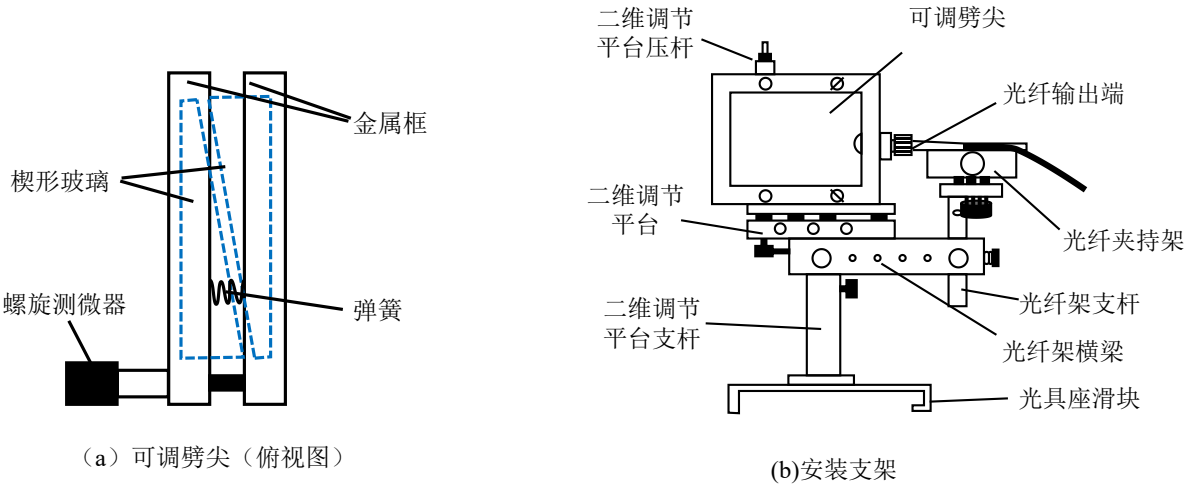 金属框
楔形玻璃
弹簧
螺旋测微器
（a）可调劈尖（俯视图）
二维调节
平台压杆
可调劈尖
光纤输出端
二维调节
平台
光纤夹持架
光纤架支杆
二维调节
平台支杆
光纤架横梁
光具座滑块
(b)安装支架